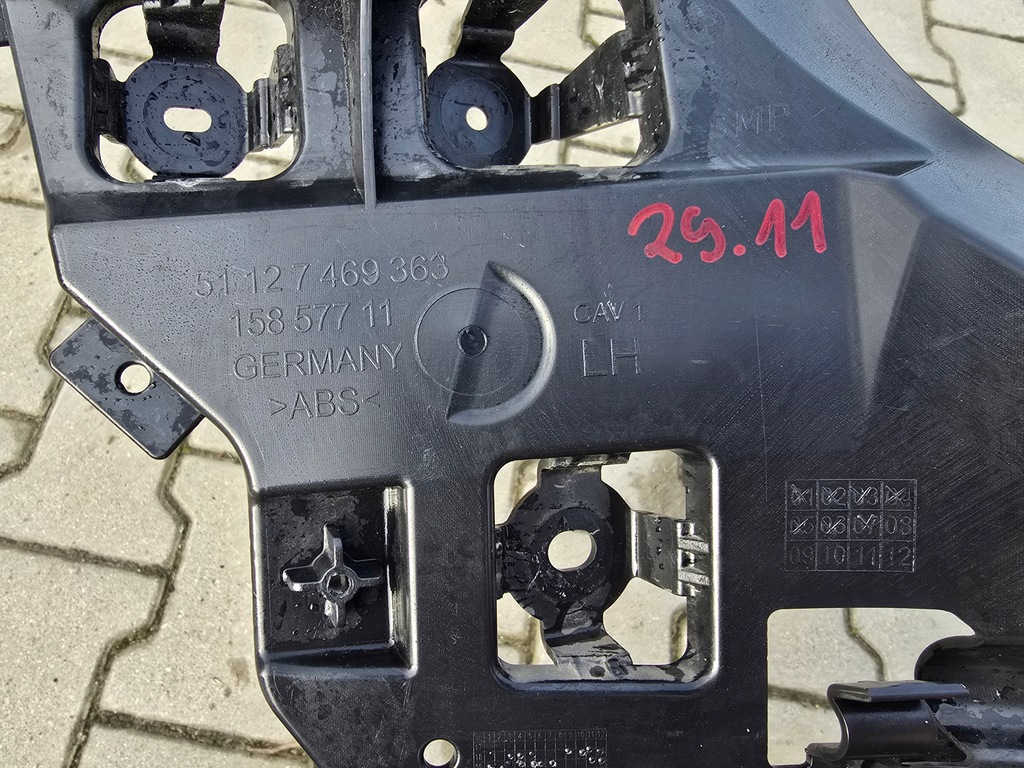 29.11
51 12 7 469 363
158 577 11
GERMANY
>ABS<
CAV 1
LH
01 02 03 04
05 06 07 08
09 10 11 12